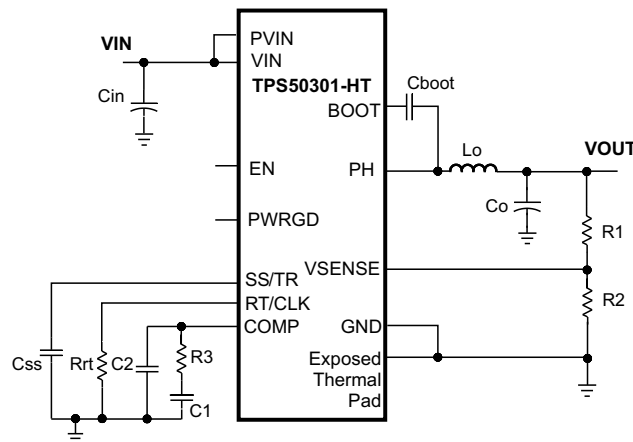 VIN
PVIN
VIN
TPS50301-HT
Cin
Cboot
BOOT
Lo
VOUT
EN
PH
Co
R1
PWRGD
VSENSE
SS/TR
R2
RT/CLK
COMP
GND
Css
Rrt
C2
R3
C1
Exposed
Thermal
Pad